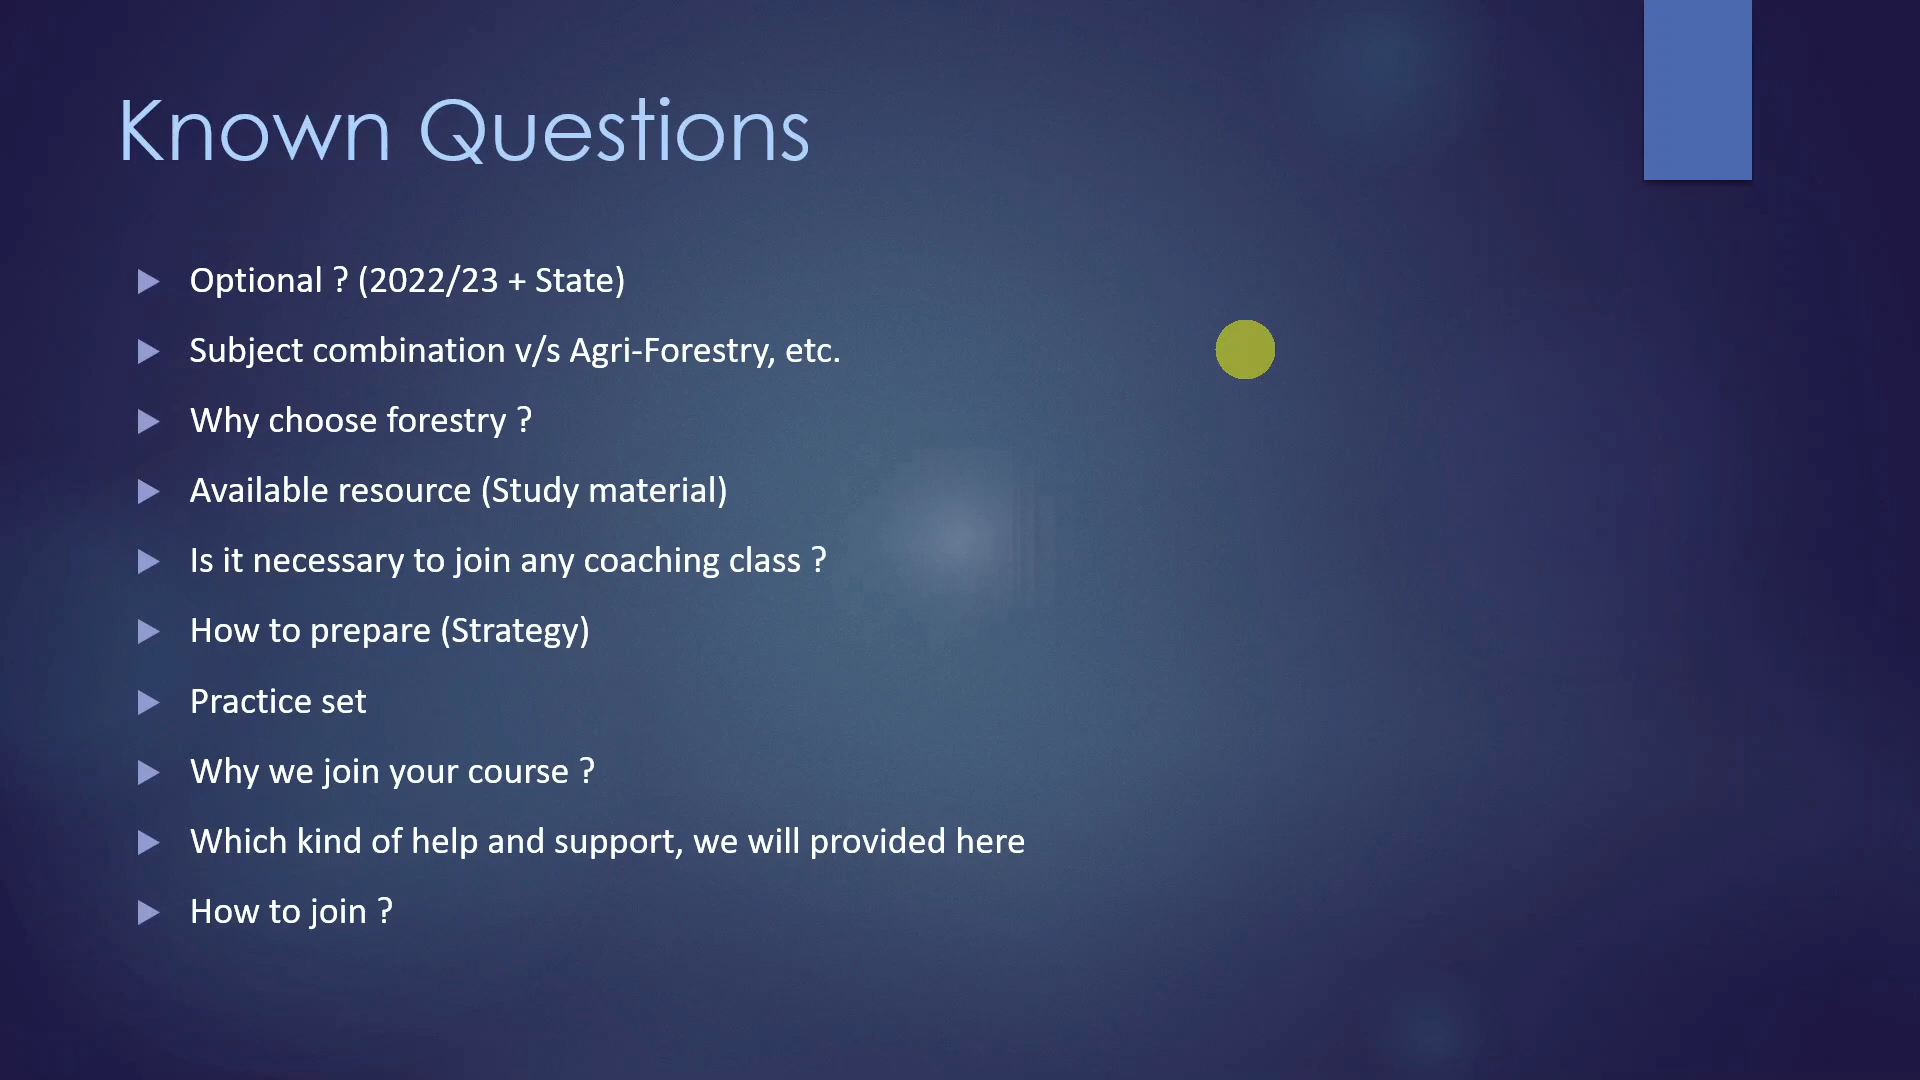 Known Questions
Optional ? (2022/23 + State)
Subject combination v/s Agri-Forestry, etc.
Why choose forestry ?
Available resource (Study material)
Is it necessary to join any coaching class ?
How to prepare (Strategy)
Practice set
Why we join your course ?
Which kind of help and support, we will provided here
How to join ?